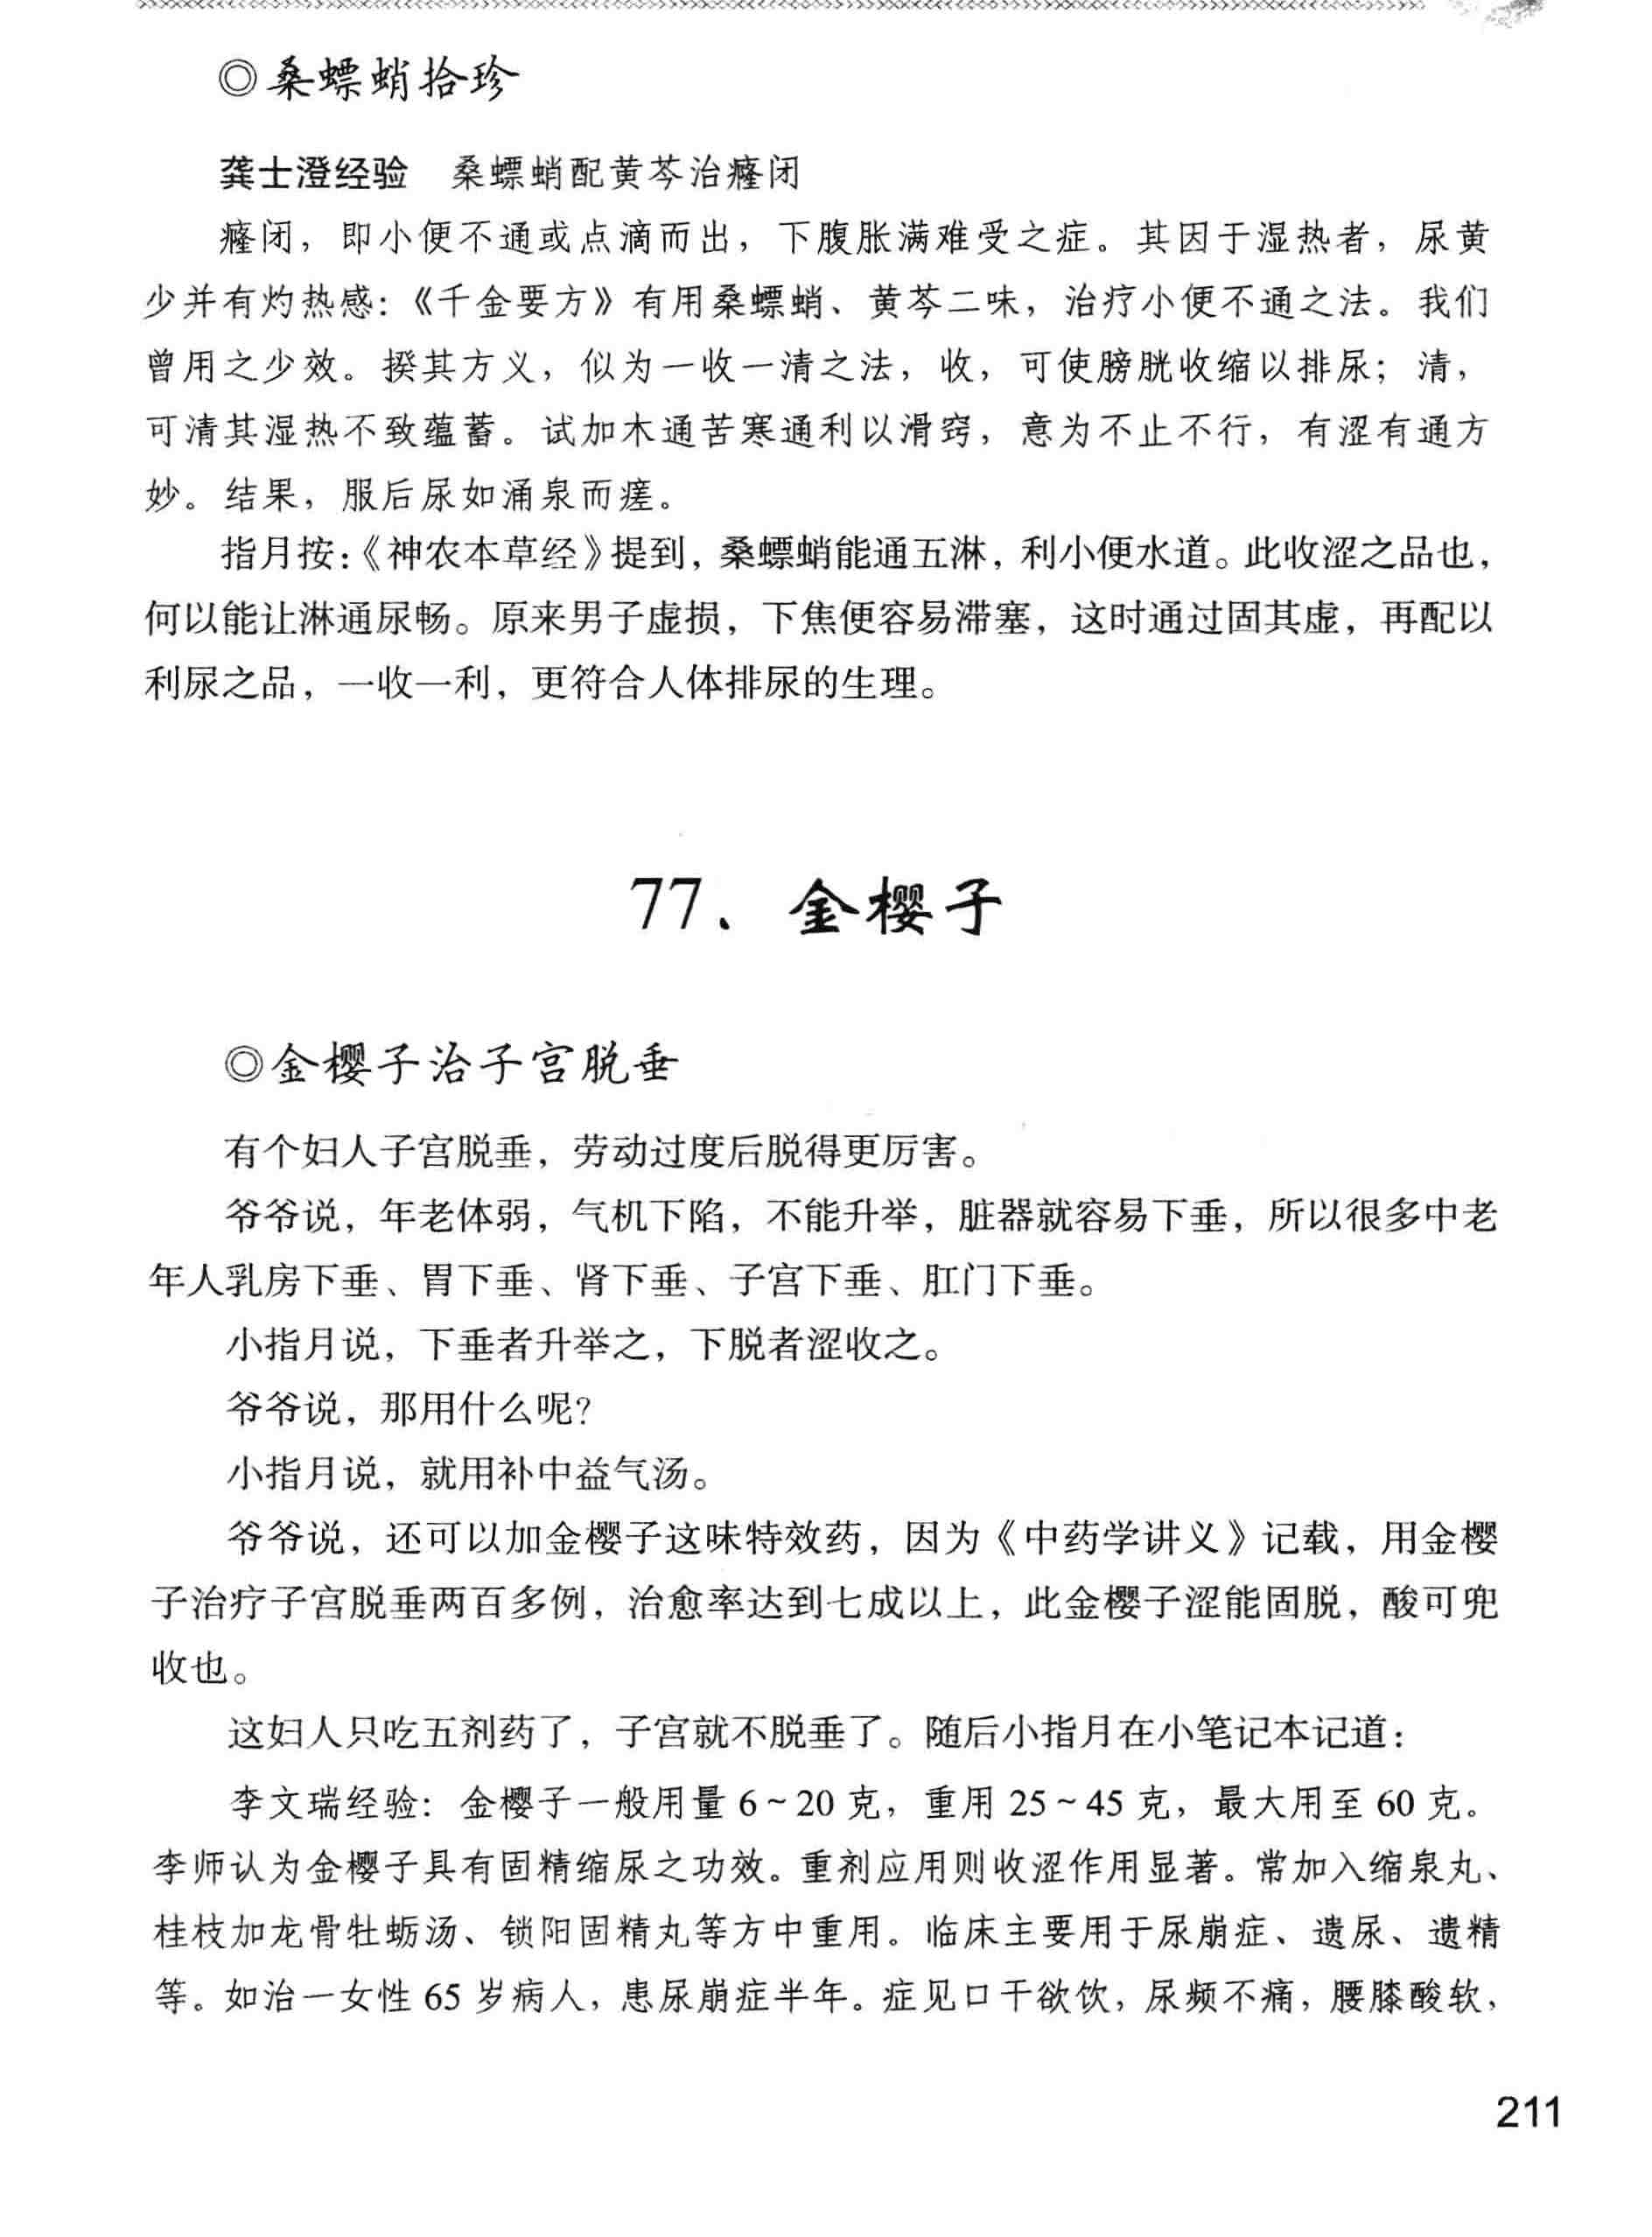 ◎桑螵蛸拾珍
龚士澄经验　桑螵蛸配黄芩治癃闭
癃闭，即小便不通或点滴而出，下腹胀满难受之症。其因于湿热者，尿黄
少并有灼热感：《千金要方》有用桑螵蛸、黄芩二味，治疗小便不通之法。我们
曾用之少效。揆其方义，似为一收一清之法，收，可使膀胱收缩以排尿；清，
可清其湿热不致蕴蓄。试加木通苦寒通利以滑窍，意为不止不行，有涩有通方
妙。结果，服后尿如涌泉而瘥。
指月按：《神农本草经》提到，桑螵蛸能通五淋，利小便水道。此收涩之品也，
何以能让淋通尿畅。原来男子虚损，下焦便容易滞塞，这时通过固其虚，再配以
利尿之品，一收一利，更符合人体排尿的生理。
77、金樱子
◎金樱子治子宫脱垂
有个妇人子宫脱垂，劳动过度后脱得更厉害。
爷爷说，年老体弱，气机下陷，不能升举，脏器就容易下垂，所以很多中老
年人乳房下垂、胃下垂、肾下垂、子宫下垂、肛门下垂。
小指月说，下垂者升举之，下脱者涩收之。
爷爷说，那用什么呢？
小指月说，就用补中益气汤。
爷爷说，还可以加金樱子这味特效药，因为《中药学讲义》记载，用金樱
子治疗子宫脱垂两百多例，治愈率达到七成以上，此金樱子涩能固脱，酸可兜
收也。
这妇人只吃五剂药了，子宫就不脱垂了。随后小指月在小笔记本记道：
李文瑞经验：金樱子一般用量 6～20 克，重用 25～45 克，最大用至 60 克。
李师认为金樱子具有固精缩尿之功效。重剂应用则收涩作用显著。常加入缩泉丸、
桂枝加龙骨牡蛎汤、锁阳固精丸等方中重用。临床主要用于尿崩症、遗尿、遗精
等。如治一女性 65 岁病人，患尿崩症半年。症见口干欲饮，尿频不痛，腰膝酸软，
211